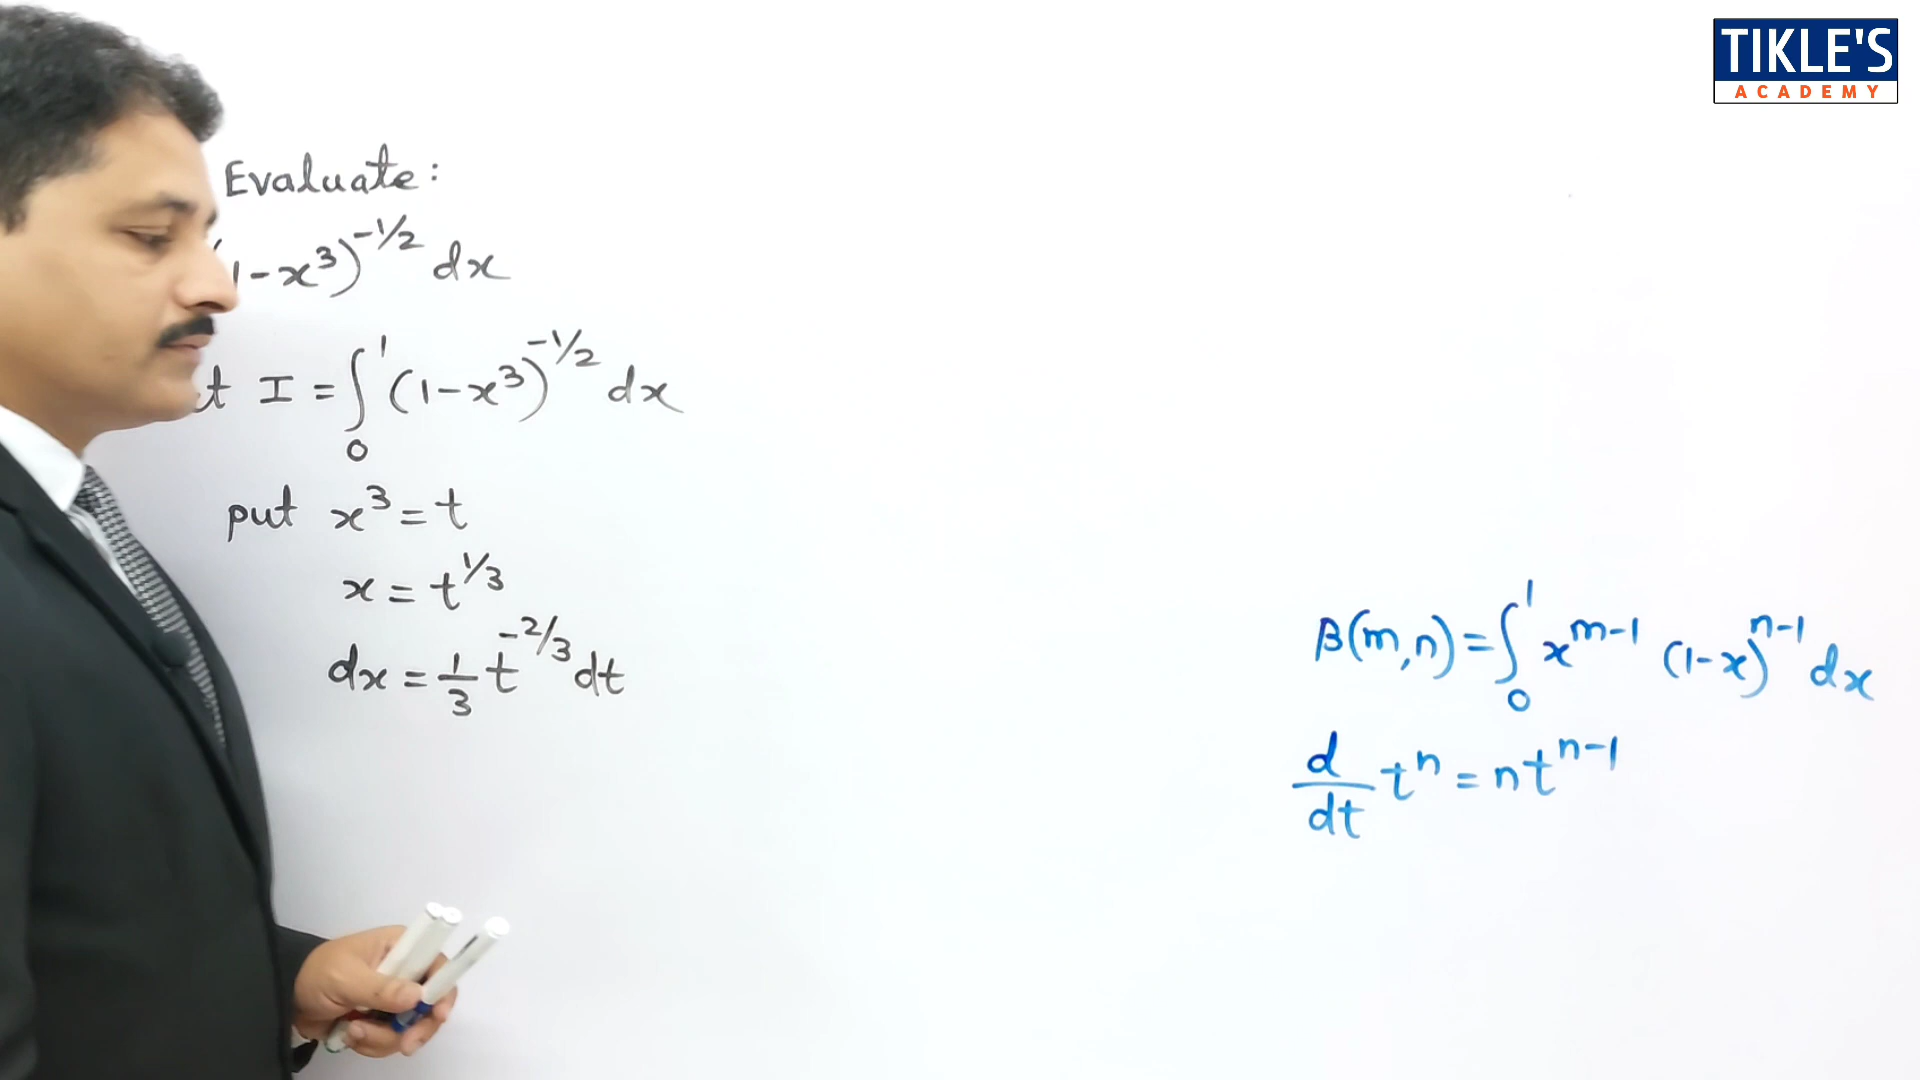 TIKLE'S
ACADEMY
Evaluate:
1-x³)^{-1/2} dx
t I = ∫₀¹ (1-x³)^{-1/2} dx
put x³ = t
x = t^{1/3}
dx = 1/3 t^{-2/3} dt
β(m,n) = ∫₀¹ x^{m-1} (1-x)^{n-1} dx
d/dt tⁿ = n t^{n-1}